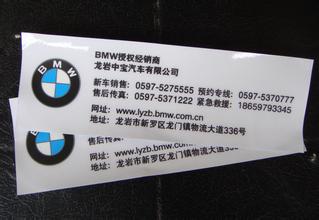 BMW
BMW授权经销商
龙岩中宝汽车有限公司
新车销售: 0597-5275555 预约专线: 0597-5370777
售后传真: 0597-5371222 紧急救援: 18659793345
网址: www.lyzb.bmw.com.cn
地址: 龙岩市新罗区龙门镇物流大道336号
网址: www.lyzb.bmw.com.cn
地址: 龙岩市新罗区龙门镇物流大道336号